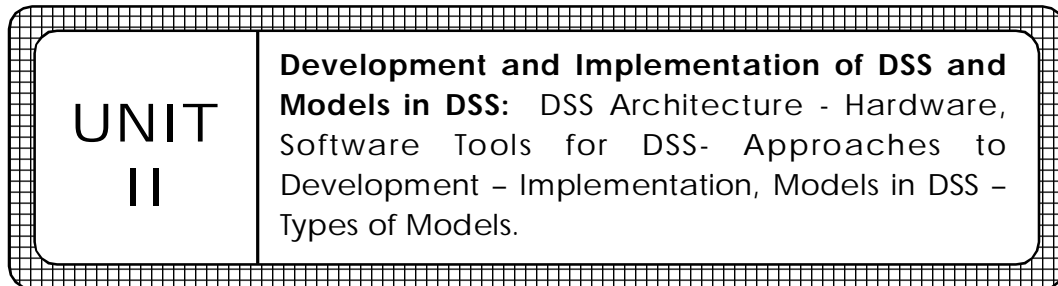 UNIT
II
Development and Implementation of DSS and
Models in DSS: DSS Architecture - Hardware,
Software Tools for DSS- Approaches to
Development – Implementation, Models in DSS –
Types of Models.